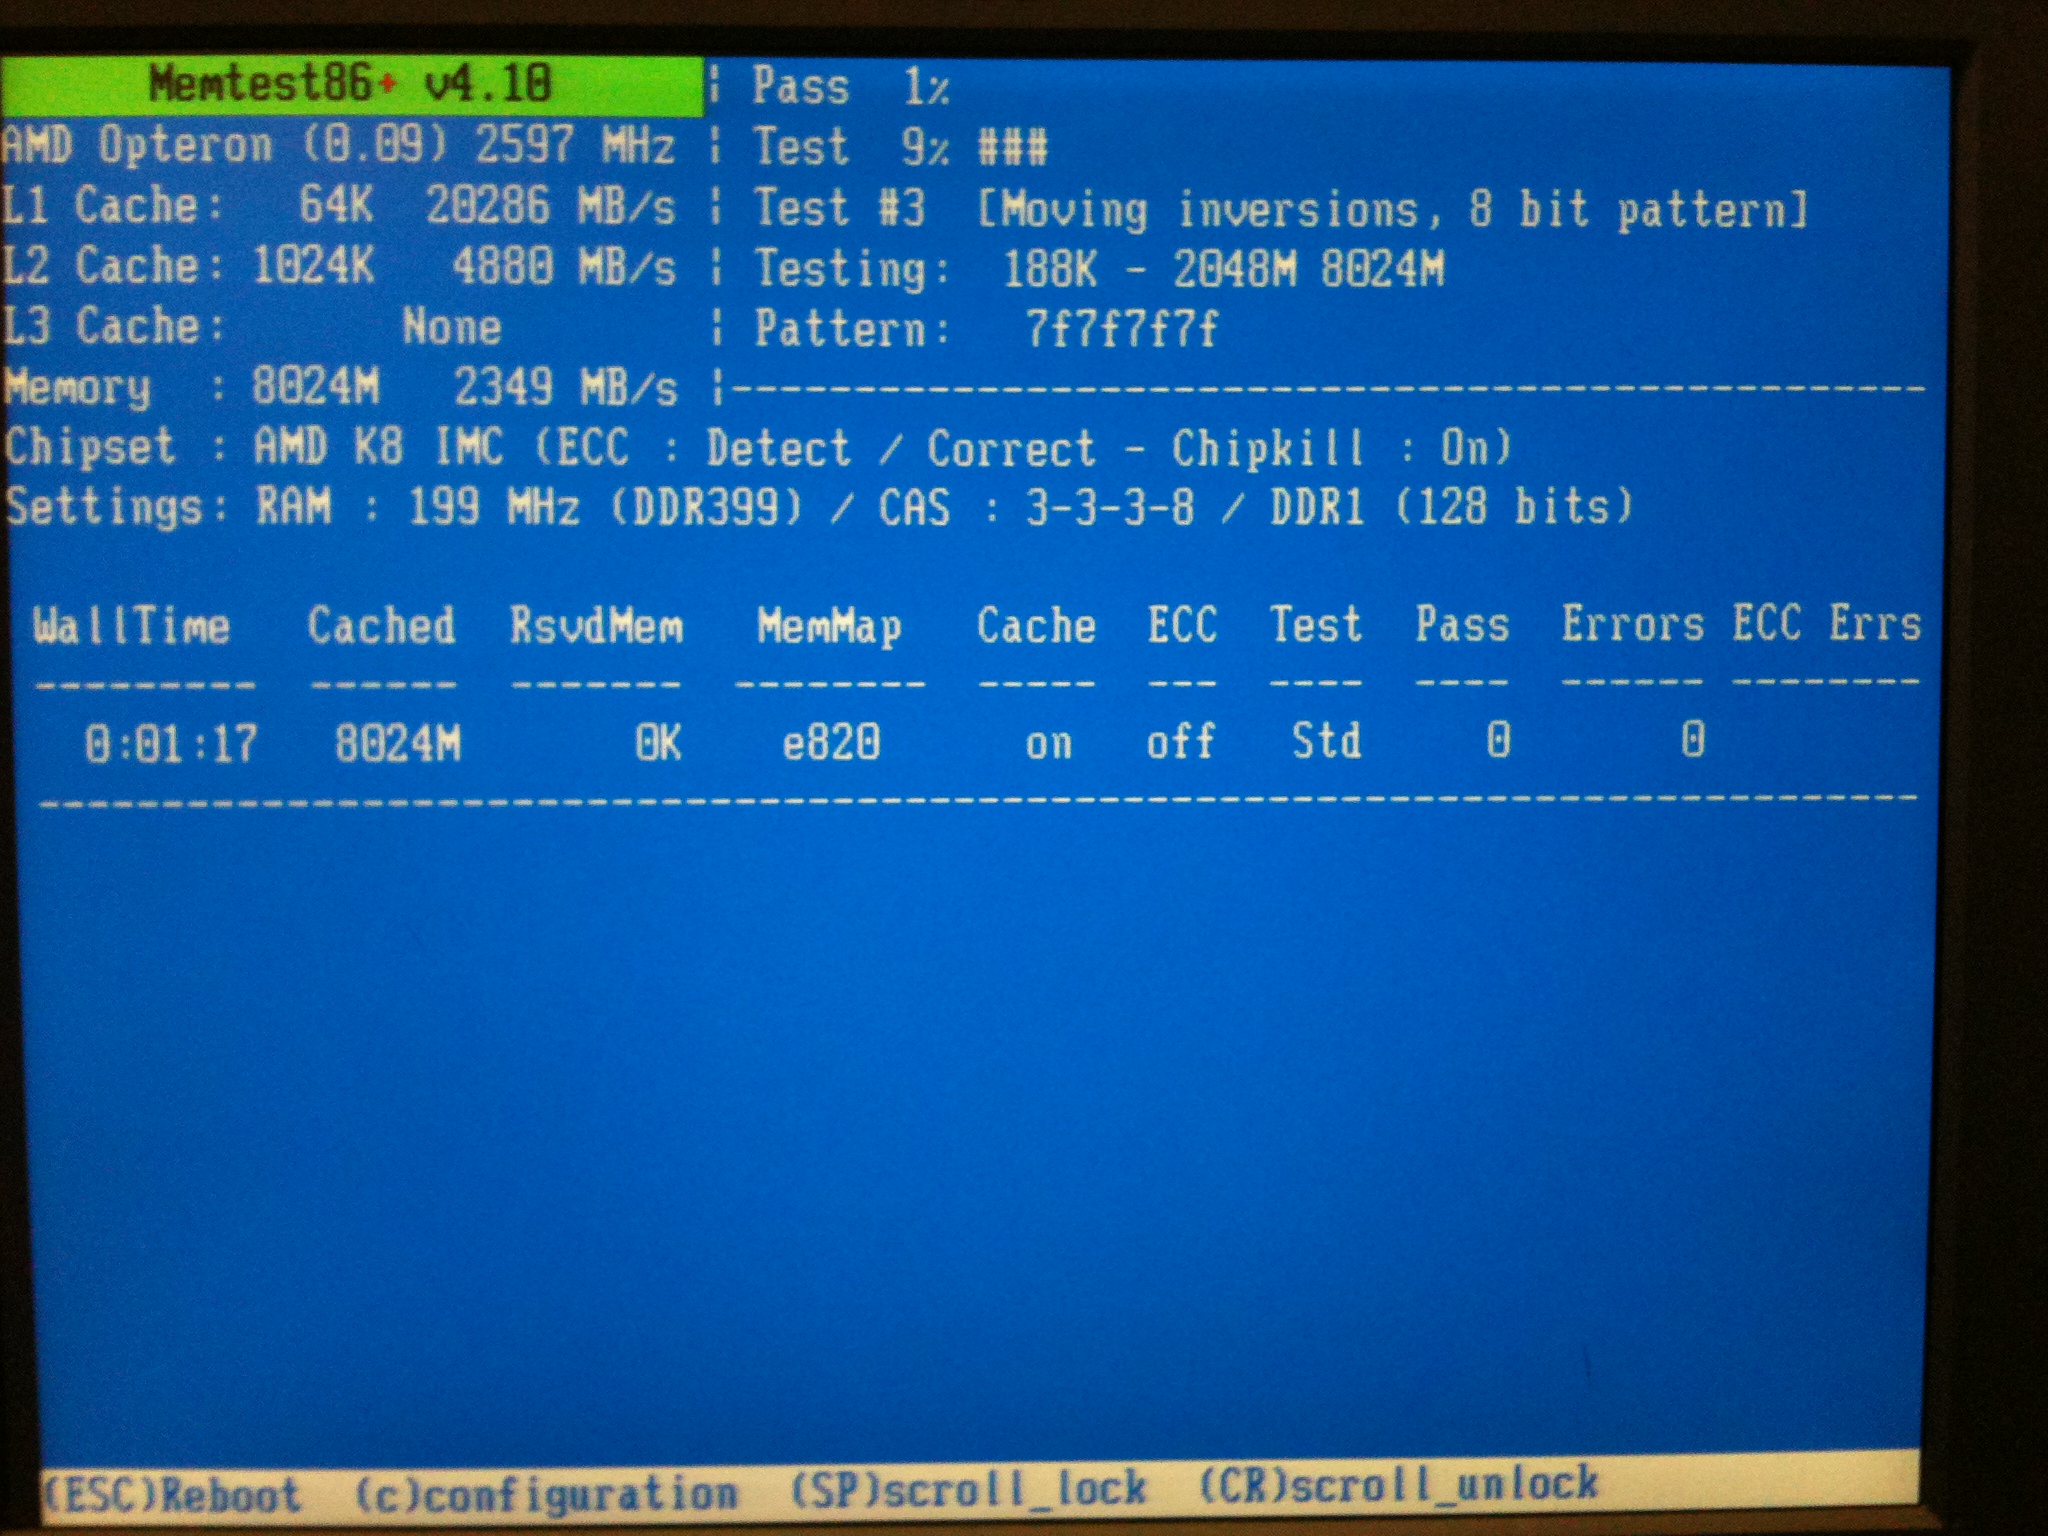 Memtest86+ v4.10 | Pass 1%
AMD Opteron (0.09) 2597 MHz | Test 9% ###
L1 Cache: 64K 20286 MB/s | Test #3 [Moving inversions, 8 bit pattern]
L2 Cache: 1024K 4880 MB/s | Testing: 188K - 2048M 8024M
L3 Cache: None | Pattern: 7f7f7f7f
Memory : 8024M 2349 MB/s |-------------------------------------------------
Chipset : AMD K8 IMC (ECC : Detect / Correct - Chipkill : On)
Settings: RAM : 199 MHz (DDR399) / CAS : 3-3-3-8 / DDR1 (128 bits)
WallTime Cached RsvdMem MemMap Cache ECC Test Pass Errors ECC Errs
--------- ------ ------- -------- ----- --- ---- ---- ------ --------
0:01:17 8024M 0K e820 on off Std 0 0
-----------------------------------------------------------------------------
(ESC)Reboot (c)configuration (SP)scroll_lock (CR)scroll_unlock